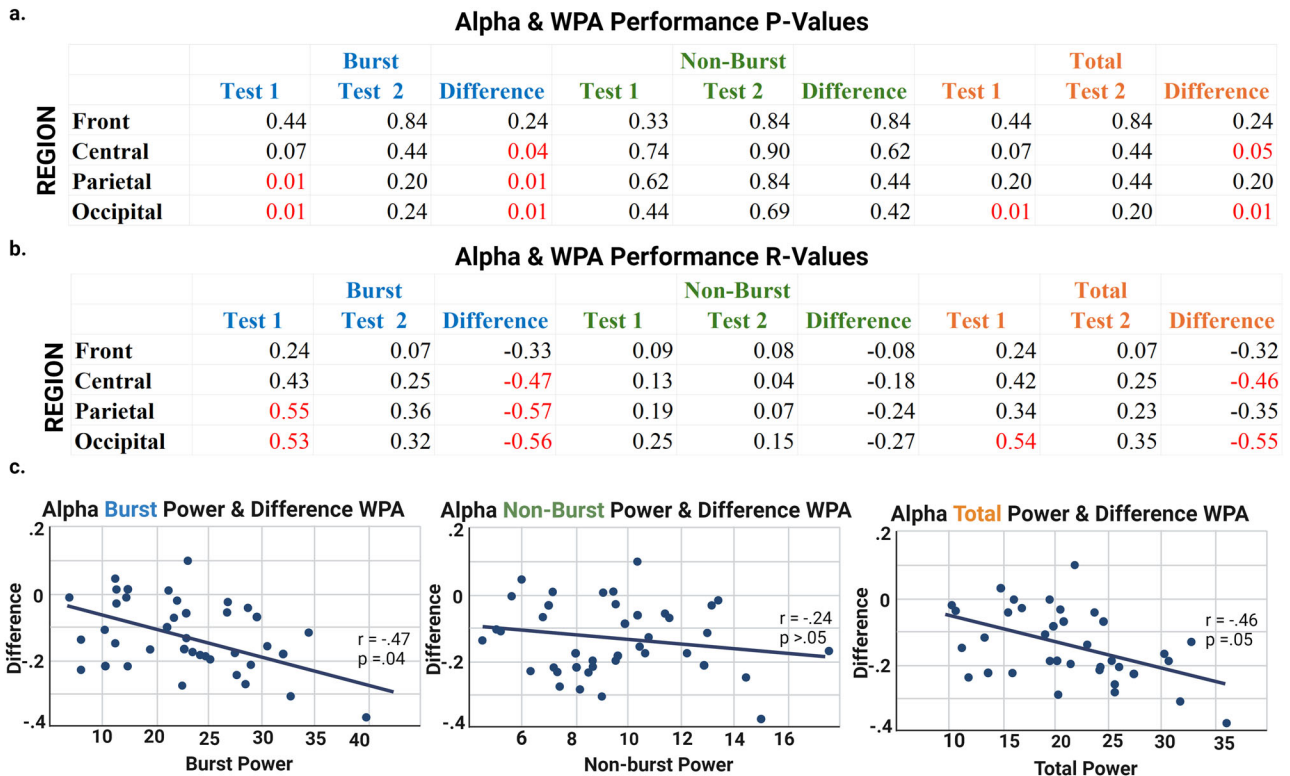 a.
Alpha & WPA Performance P-Values
Burst Non-Burst Total
Test 1 Test 2 Difference Test 1 Test 2 Difference Test 1 Test 2 Difference
REGION
Front 0.44 0.84 0.24 0.33 0.84 0.84 0.44 0.84 0.24
Central 0.07 0.44 0.04 0.74 0.90 0.62 0.07 0.44 0.05
Parietal 0.01 0.20 0.01 0.62 0.84 0.44 0.20 0.44 0.20
Occipital 0.01 0.24 0.01 0.44 0.69 0.42 0.01 0.20 0.01
b.
Alpha & WPA Performance R-Values
Burst Non-Burst Total
Test 1 Test 2 Difference Test 1 Test 2 Difference Test 1 Test 2 Difference
REGION
Front 0.24 0.07 -0.33 0.09 0.08 -0.08 0.24 0.07 -0.32
Central 0.43 0.25 -0.47 0.13 0.04 -0.18 0.42 0.25 -0.46
Parietal 0.55 0.36 -0.57 0.19 0.07 -0.24 0.34 0.23 -0.35
Occipital 0.53 0.32 -0.56 0.25 0.15 -0.27 0.54 0.35 -0.55
c.
Alpha Burst Power & Difference WPA
Difference
.2
0
-.2
-.4
r = -.47
p =.04
10 20 25 30 35 40
Burst Power
Alpha Non-Burst Power & Difference WPA
Difference
.2
0
-.2
-.4
r = -.24
p >.05
6 8 10 12 14 16
Non-burst Power
Alpha Total Power & Difference WPA
Difference
.2
0
-.2
-.4
r = -.46
p =.05
10 15 20 25 30 35
Total Power